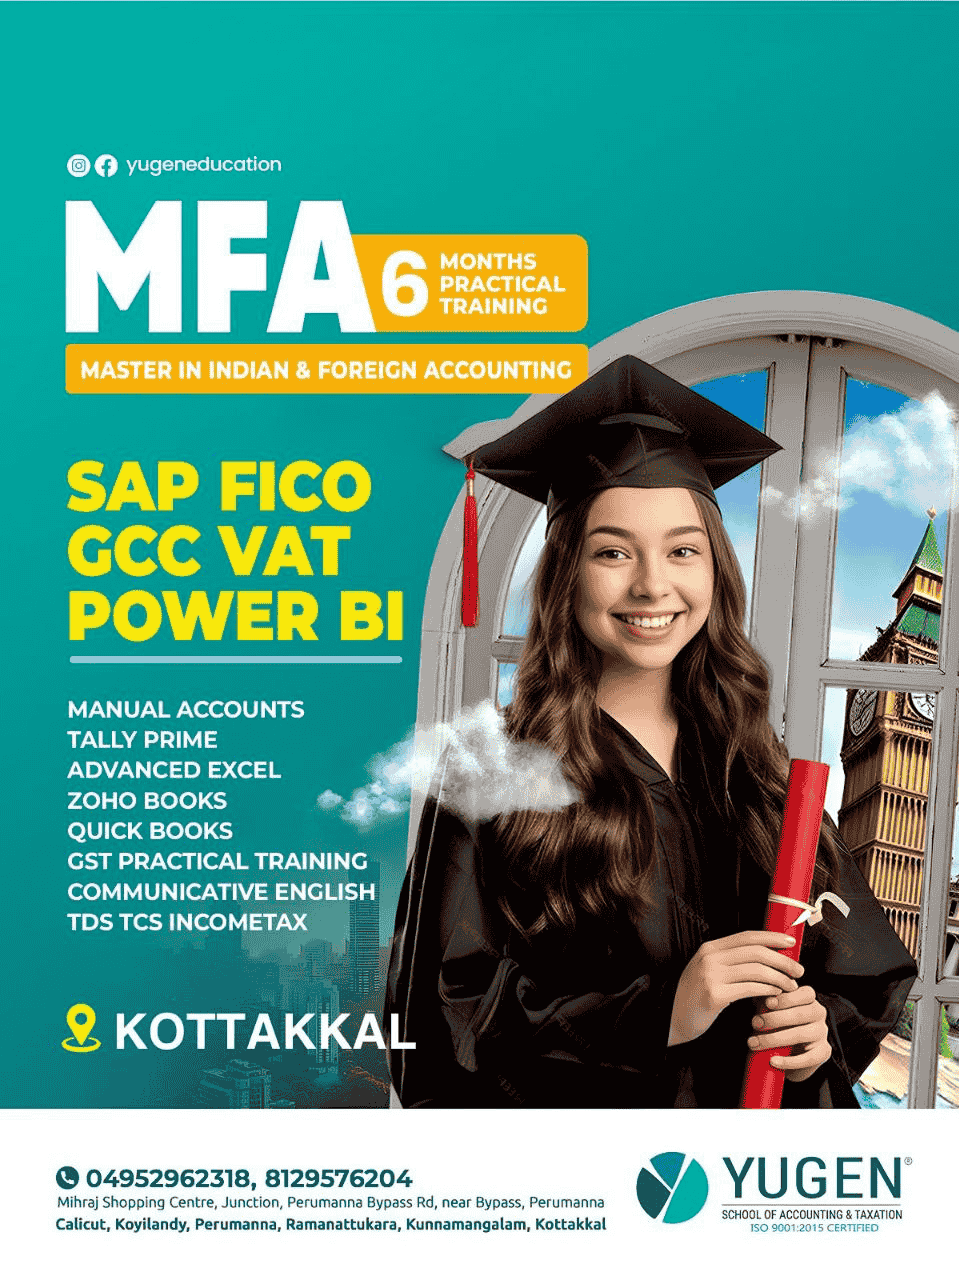 yugeneducation
MFA
6 MONTHS
PRACTICAL
TRAINING
MASTER IN INDIAN & FOREIGN ACCOUNTING
SAP FICO
GCC VAT
POWER BI
MANUAL ACCOUNTS
TALLY PRIME
ADVANCED EXCEL
ZOHO BOOKS
QUICK BOOKS
GST PRACTICAL TRAINING
COMMUNICATIVE ENGLISH
TDS TCS INCOMETAX
KOTTAKKAL
04952962318, 8129576204
Mihraj Shopping Centre, Junction, Perumanna Bypass Rd, near Bypass, Perumanna
Calicut, Koyilandy, Perumanna, Ramanattukara, Kunnamangalam, Kottakkal
YUGEN®
SCHOOL OF ACCOUNTING & TAXATION
ISO 9001:2015 CERTIFIED